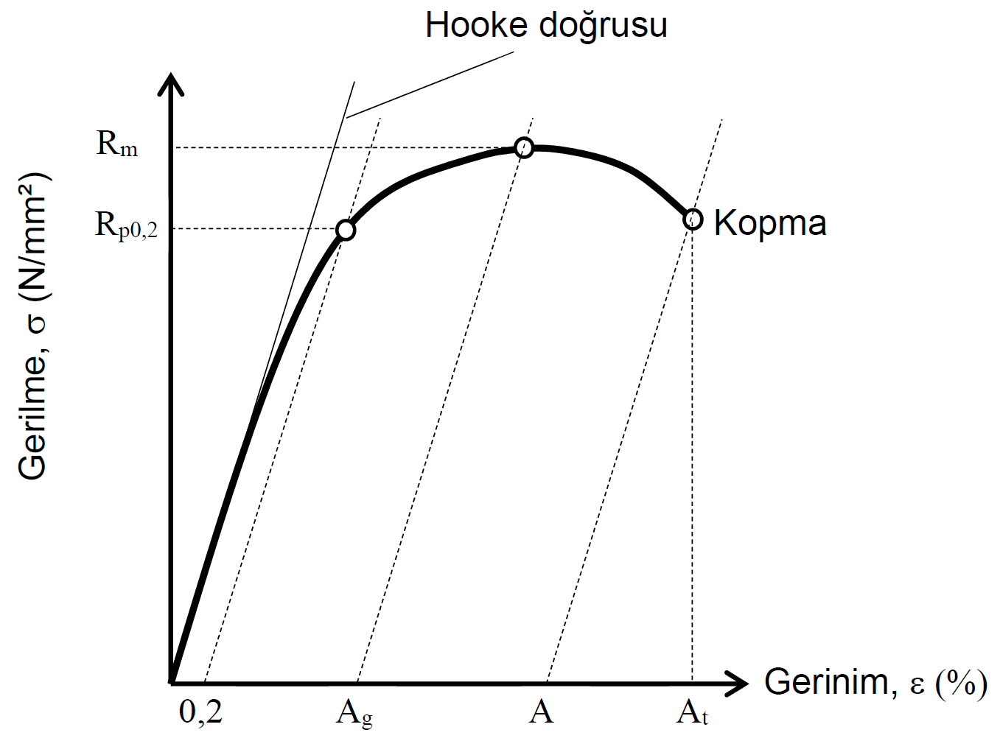 Hooke doğrusu
Rm
Rp0,2
Kopma
Gerilme, σ (N/mm²)
0,2
Ag
A
At
Gerinim, ε (%)